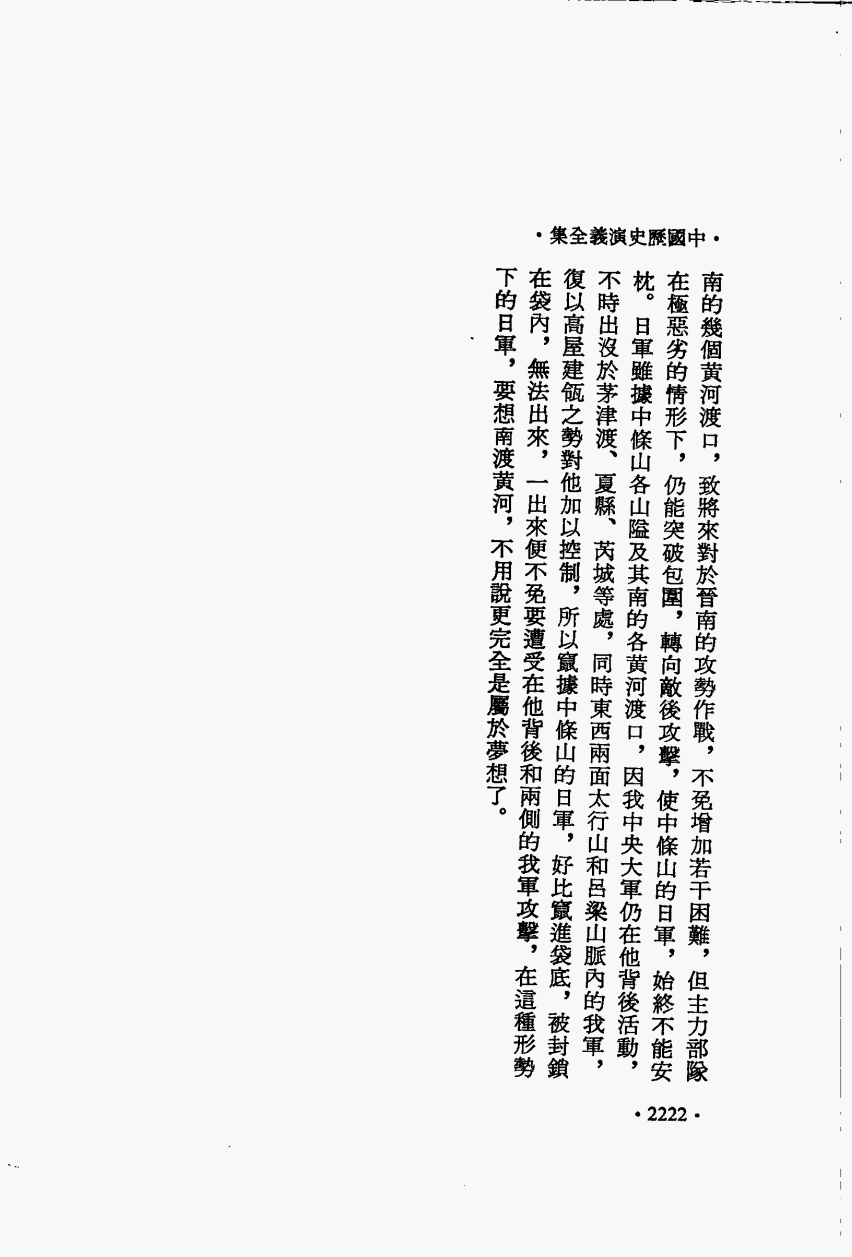 ·中國歷史演義全集·
南的幾個黃河渡口，致將來對於晉南的攻勢作戰，不免增加若干困難，但主力部隊
在極惡劣的情形下，仍能突破包圍，轉向敵後攻擊，使中條山的日軍，始終不能安
枕。日軍雖據中條山各山隘及其南的各黃河渡口，因我中央大軍仍在他背後活動，
不時出沒於茅津渡、夏縣、芮城等處，同時東西兩面太行山和呂梁山脈內的我軍，
復以高屋建瓴之勢對他加以控制，所以竄據中條山的日軍，好比竄進袋底，被封鎖
在袋內，無法出來，一出來便不免要遭受在他背後和兩側的我軍攻擊，在這種形勢
下的日軍，要想南渡黃河，不用說更完全是屬於夢想了。
·2222·